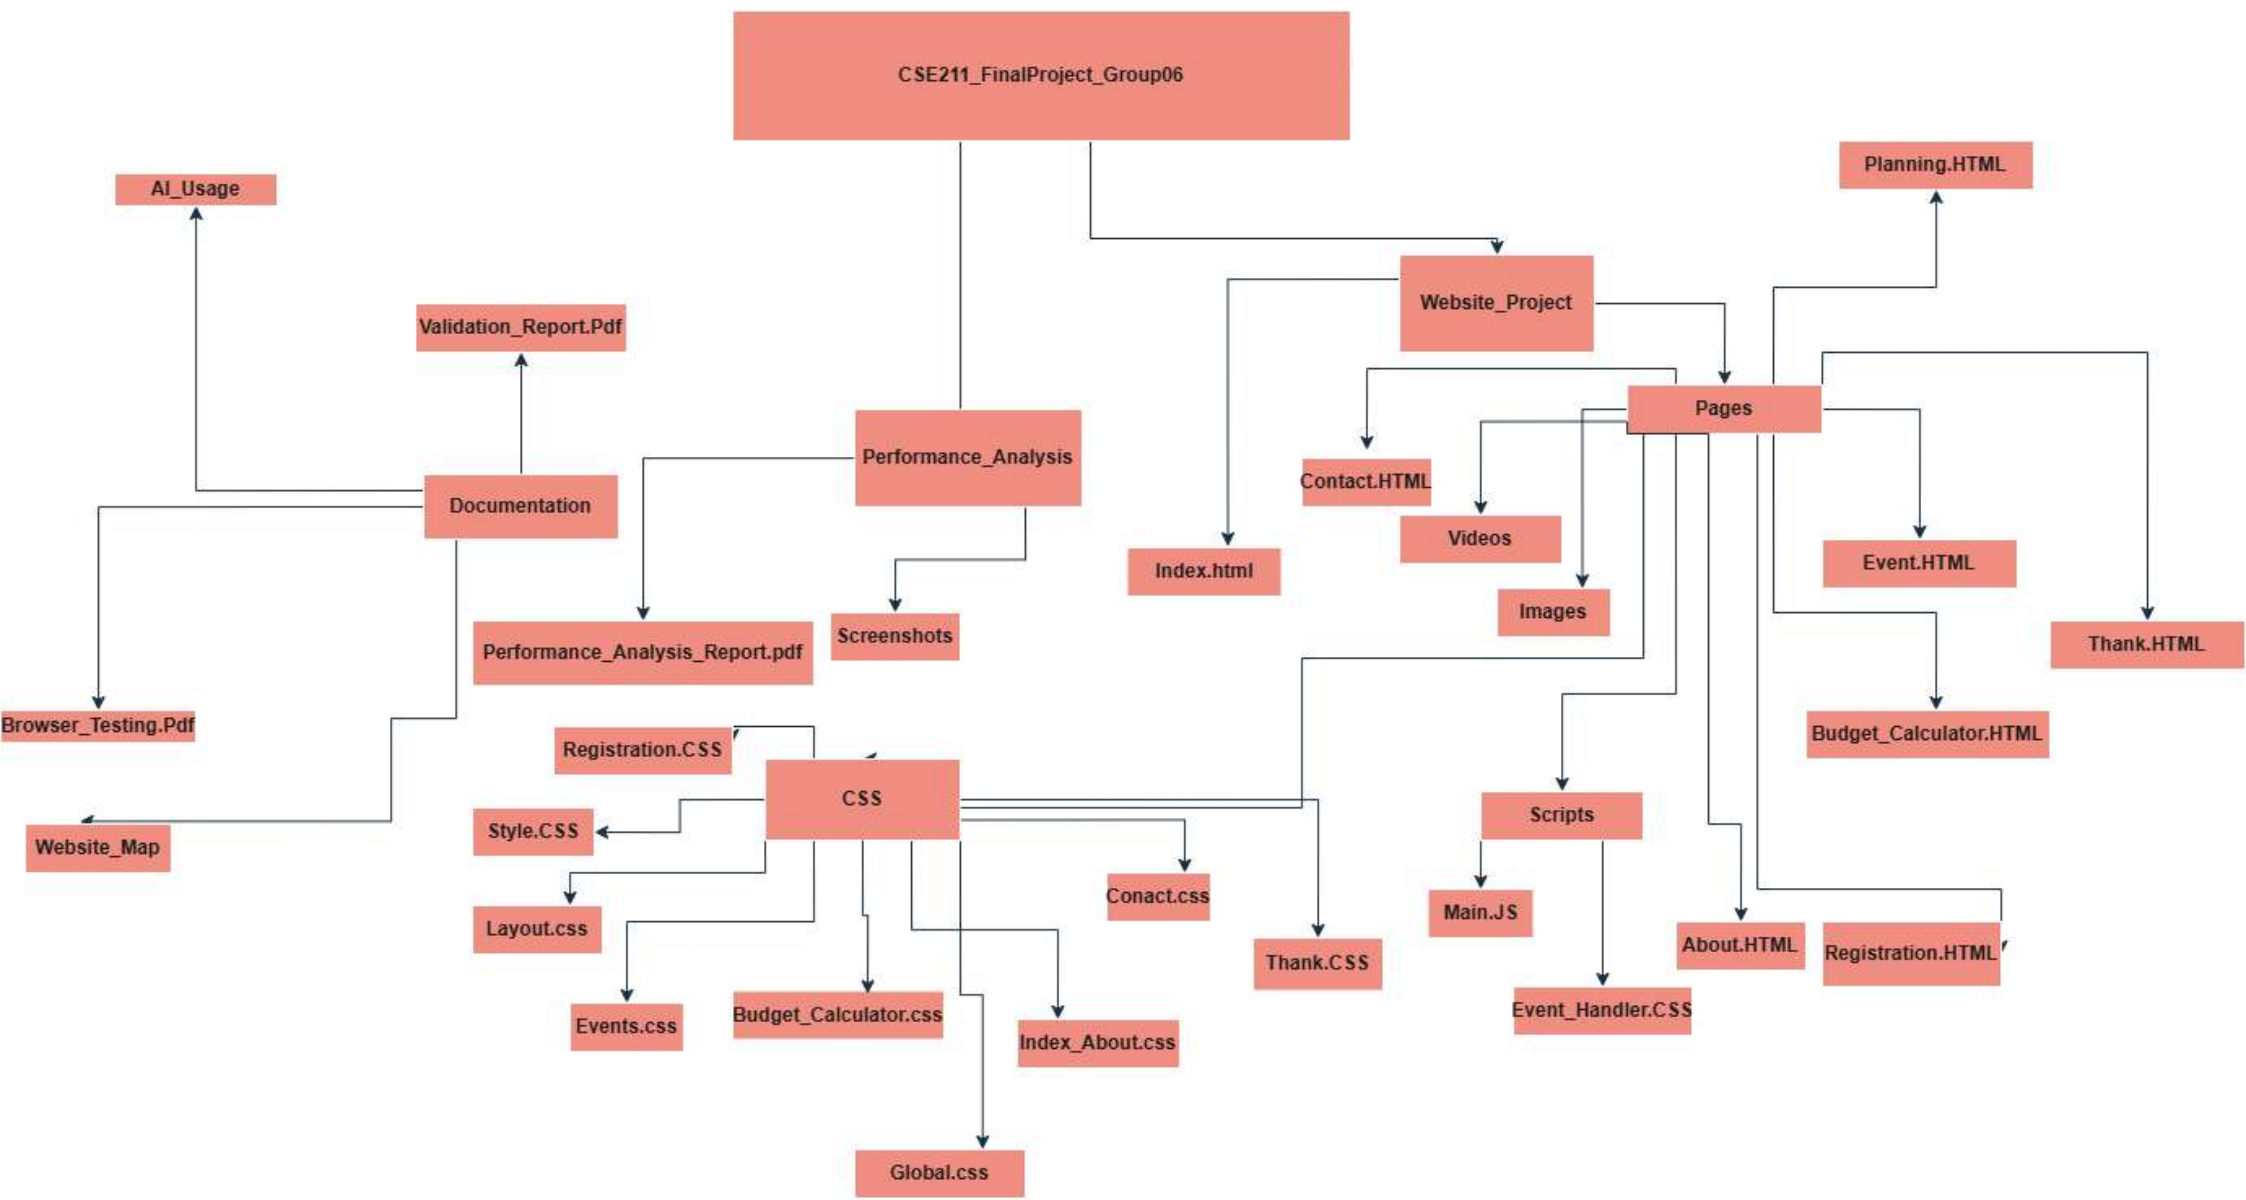 CSE211_FinalProject_Group06
Planning.HTML
AI_Usage
Website_Project
Validation_Report.Pdf
Pages
Performance_Analysis
Contact.HTML
Documentation
Videos
Event.HTML
Index.html
Images
Screenshots
Thank.HTML
Performance_Analysis_Report.pdf
Browser_Testing.Pdf
Budget_Calculator.HTML
Registration.CSS
CSS
Scripts
Style.CSS
Website_Map
Conact.css
Main.JS
Layout.css
About.HTML
Registration.HTML
Thank.CSS
Event_Handler.CSS
Budget_Calculator.css
Events.css
Index_About.css
Global.css